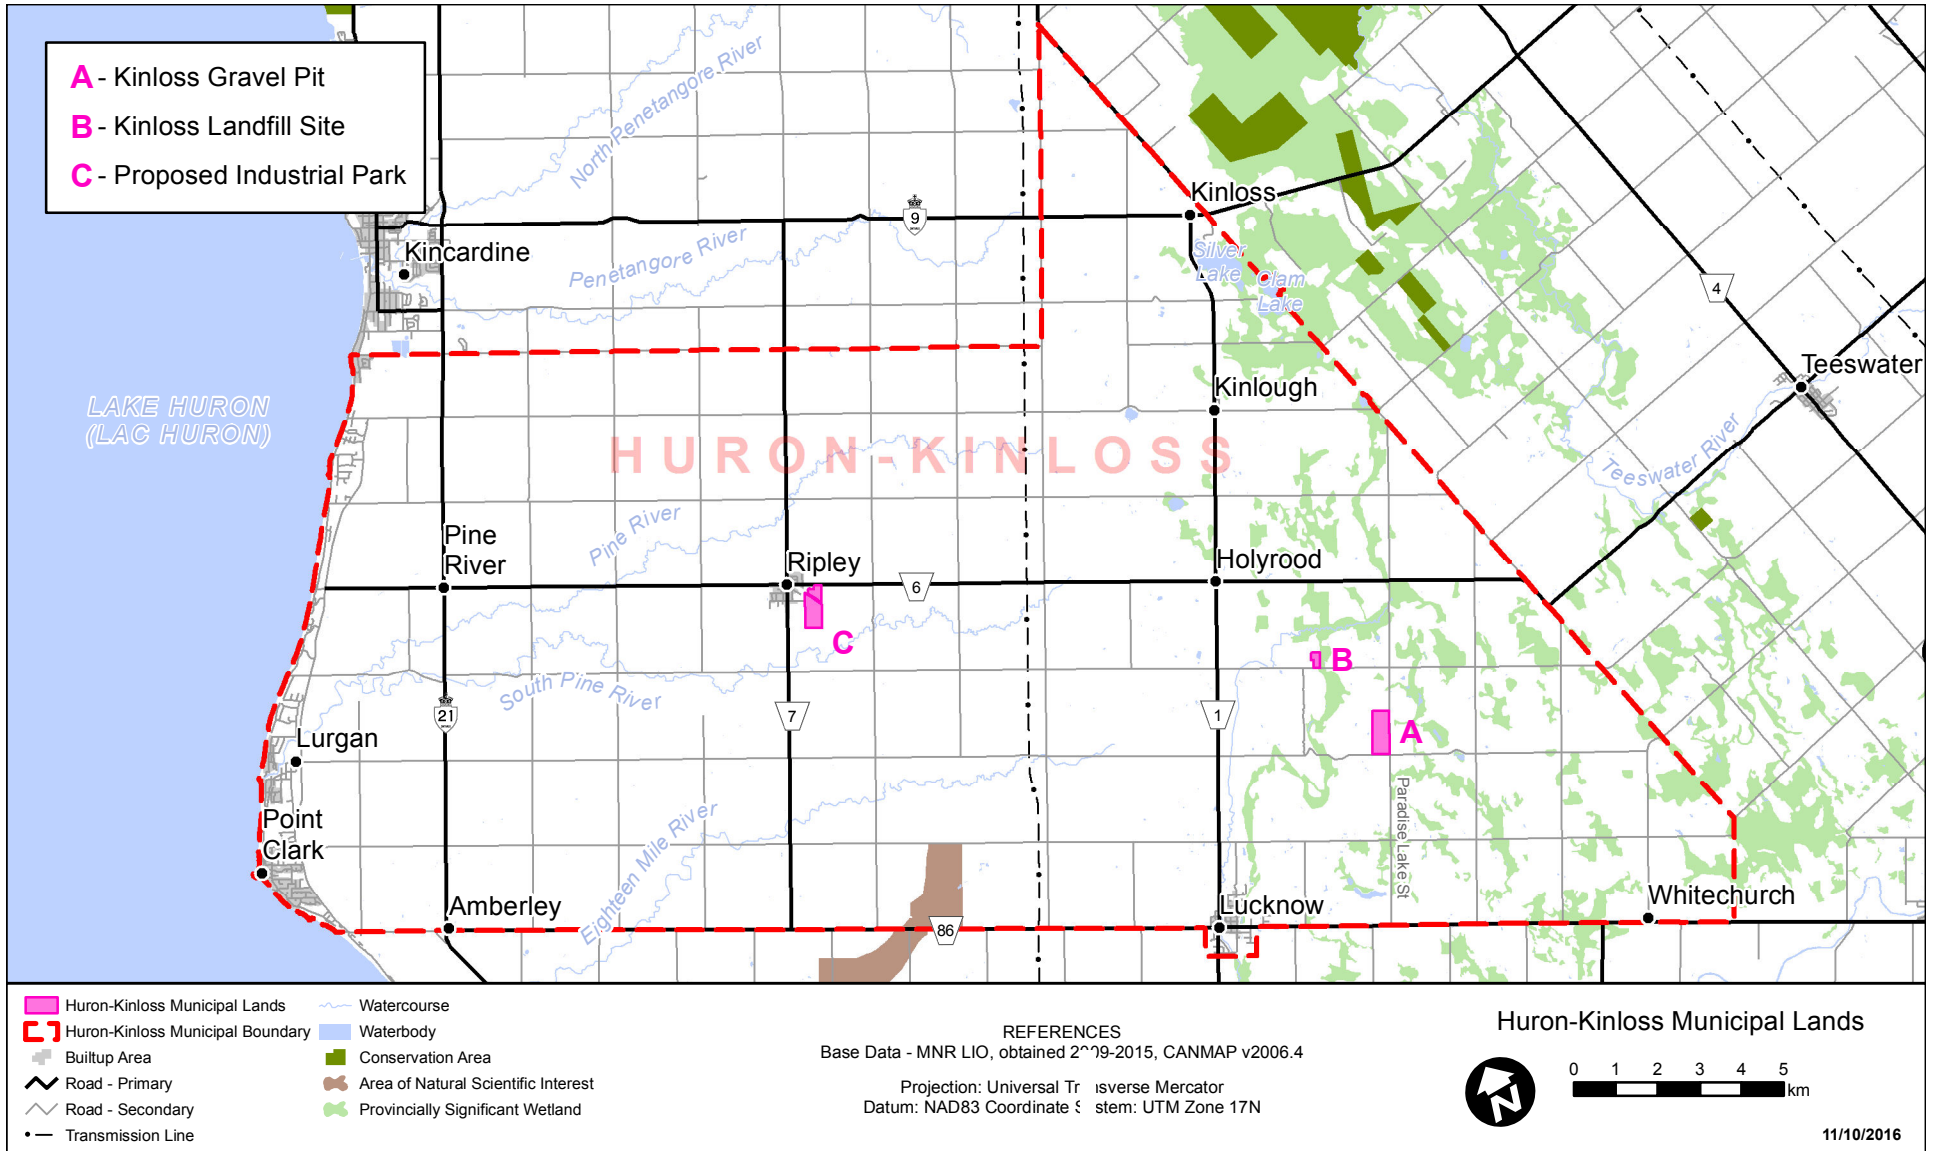 A - Kinloss Gravel Pit
B - Kinloss Landfill Site
C - Proposed Industrial Park
North Penetangore River
9
Kinloss
Kincardine
Penetangore River
Silver
Lake
Clam
Lake
4
Teeswater
LAKE HURON
(LAC HURON)
Kinlough
HURON-KINLOSS
Teeswater River
Pine
River
Pine River
Ripley
6
Holyrood
C
B
South Pine River
21
7
1
A
Lurgan
Paradise Lake St
Point
Clark
Eighteen Mile River
Amberley
86
Lucknow
Whitechurch
Huron-Kinloss Municipal Lands
Huron-Kinloss Municipal Boundary
Builtup Area
Road - Primary
Road - Secondary
Transmission Line
Watercourse
Waterbody
Conservation Area
Area of Natural Scientific Interest
Provincially Significant Wetland
REFERENCES
Base Data - MNR LIO, obtained -2015, CANMAP v2006.4
Projection: Universal Mercator
Datum: NAD83 Coordinate UTM Zone 17N
Huron-Kinloss Municipal Lands
N
0 1 2 3 4 5
km
11/10/2016